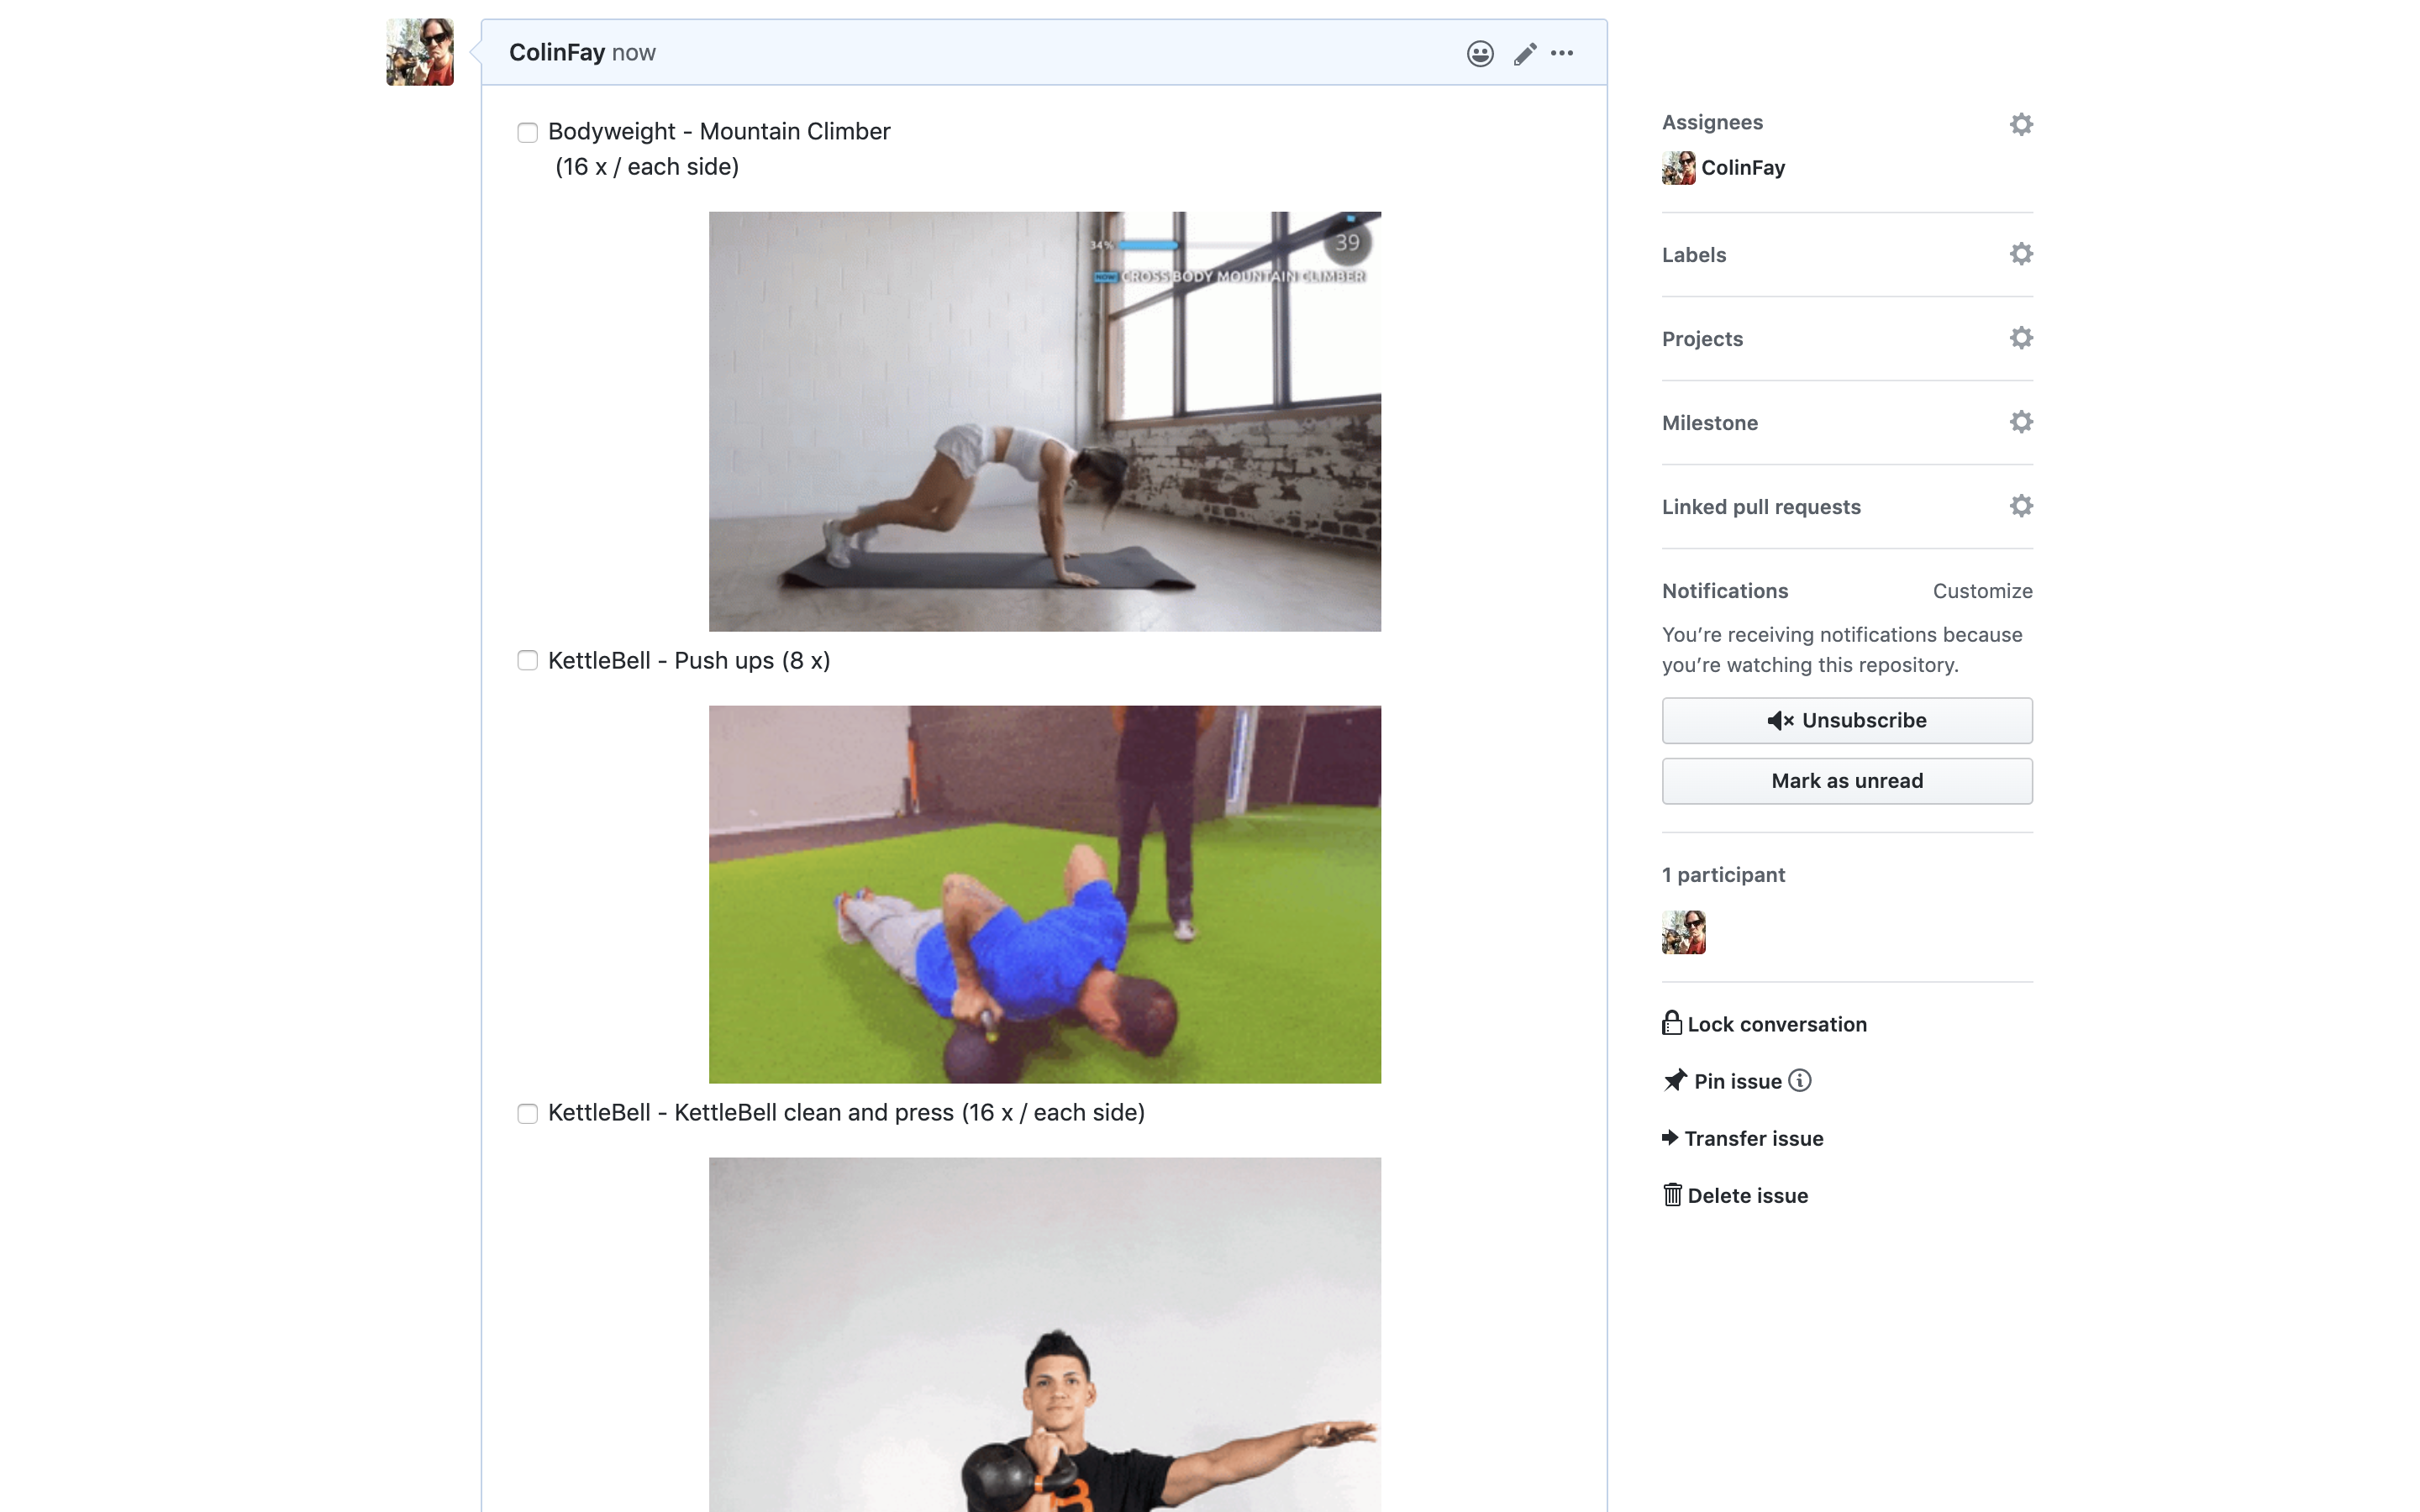 ColinFay now
Bodyweight - Mountain Climber
(16 x / each side)
34%
39
NOW CROSS BODY MOUNTAIN CLIMBER
KettleBell - Push ups (8 x)
KettleBell - KettleBell clean and press (16 x / each side)
Assignees
ColinFay
Labels
Projects
Milestone
Linked pull requests
Notifications Customize
You’re receiving notifications because
you’re watching this repository.
Unsubscribe
Mark as unread
1 participant
Lock conversation
Pin issue
Transfer issue
Delete issue